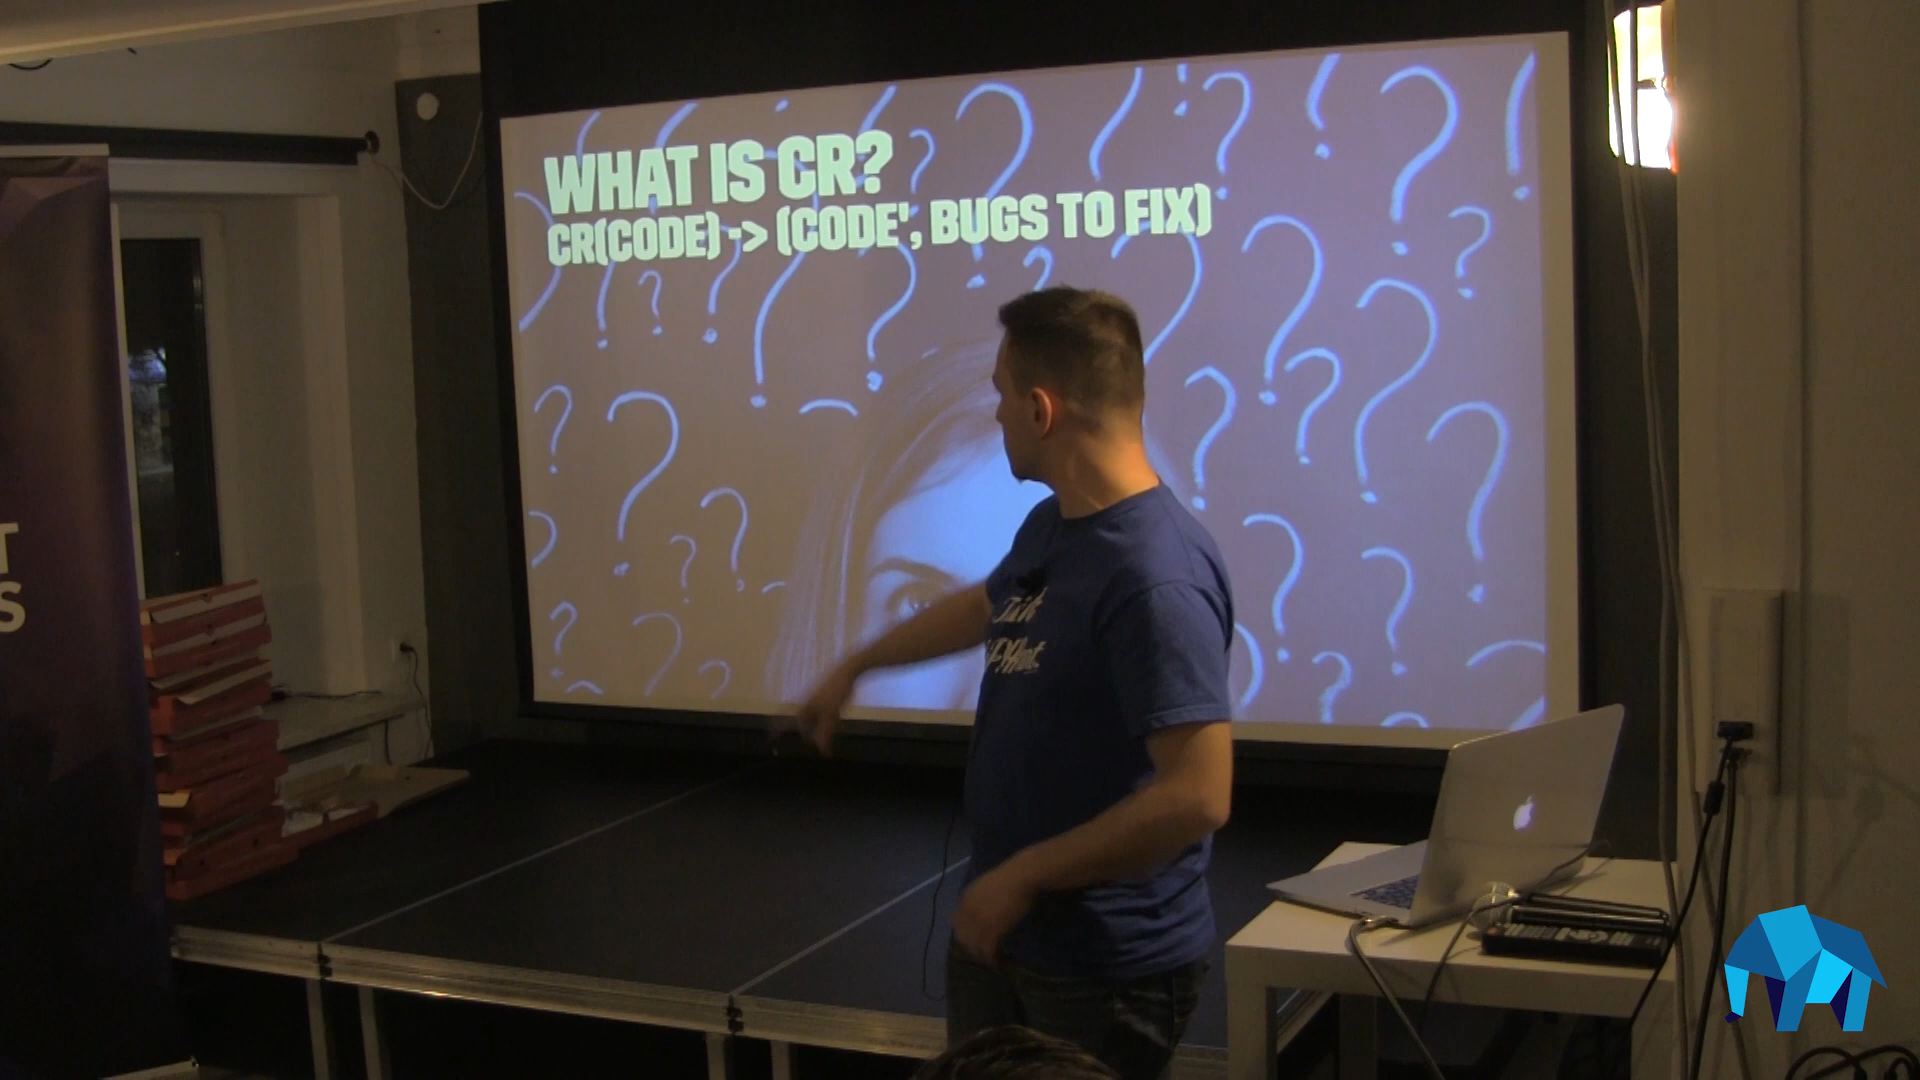 WHAT IS CR?
CR(CODE) -> (CODE', BUGS TO FIX)
T
S